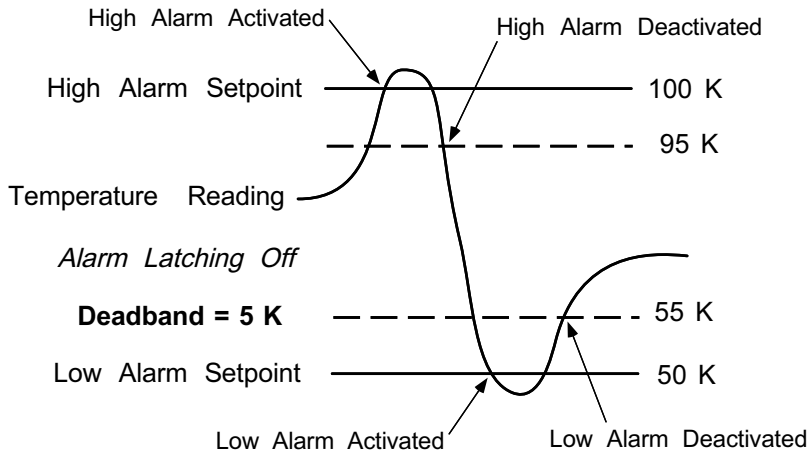 High Alarm Activated
High Alarm Deactivated
High Alarm Setpoint
100 K
95 K
Temperature Reading
Alarm Latching Off
Deadband = 5 K
55 K
Low Alarm Setpoint
50 K
Low Alarm Activated
Low Alarm Deactivated